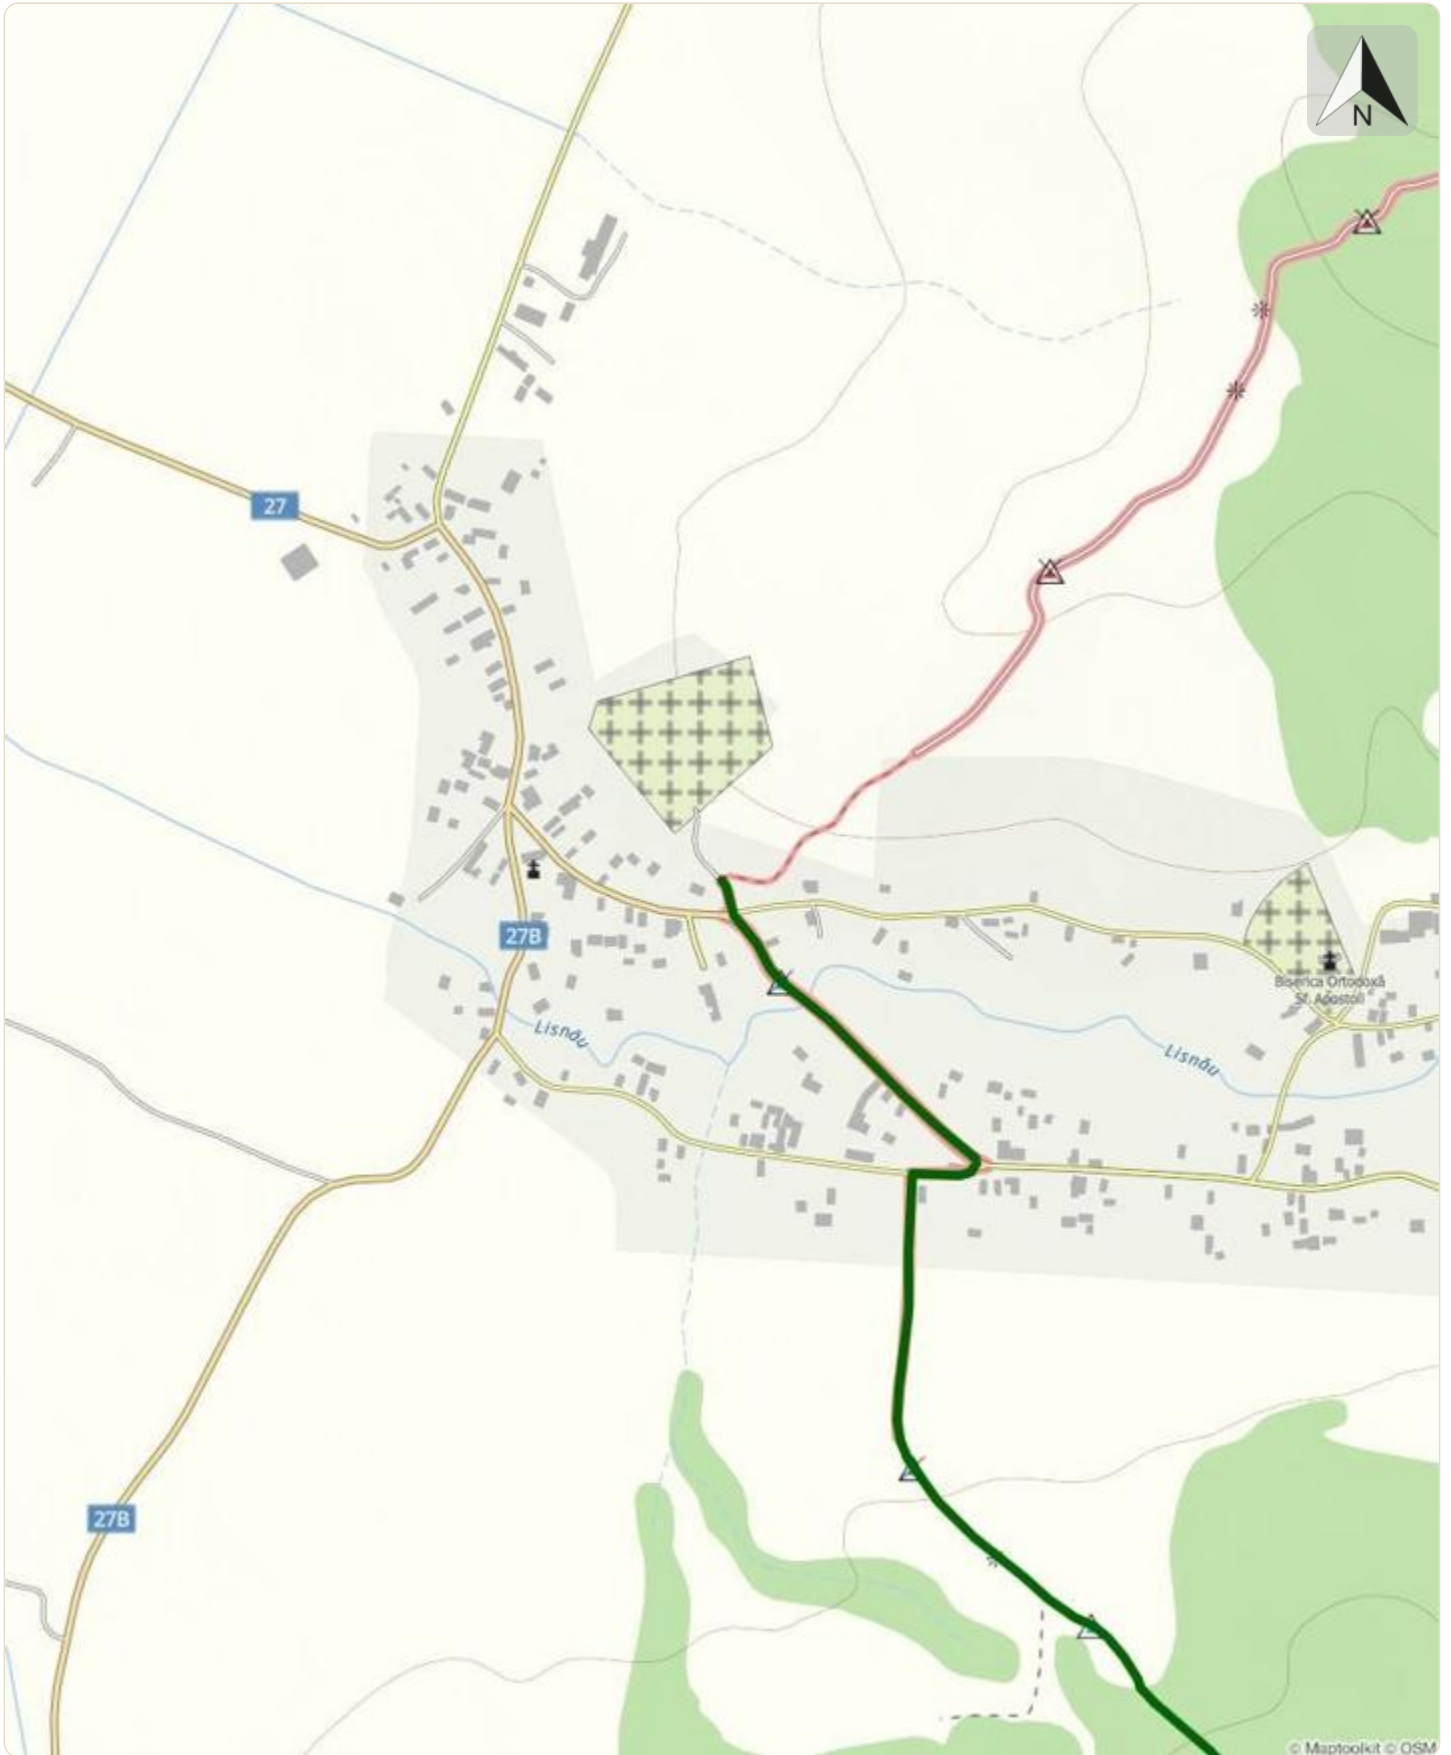 N
27
27B
Lisnău
Biserica Ortodoxă
Sf. Apostoli
Lisnău
27B
© Maptoolkit © OSM